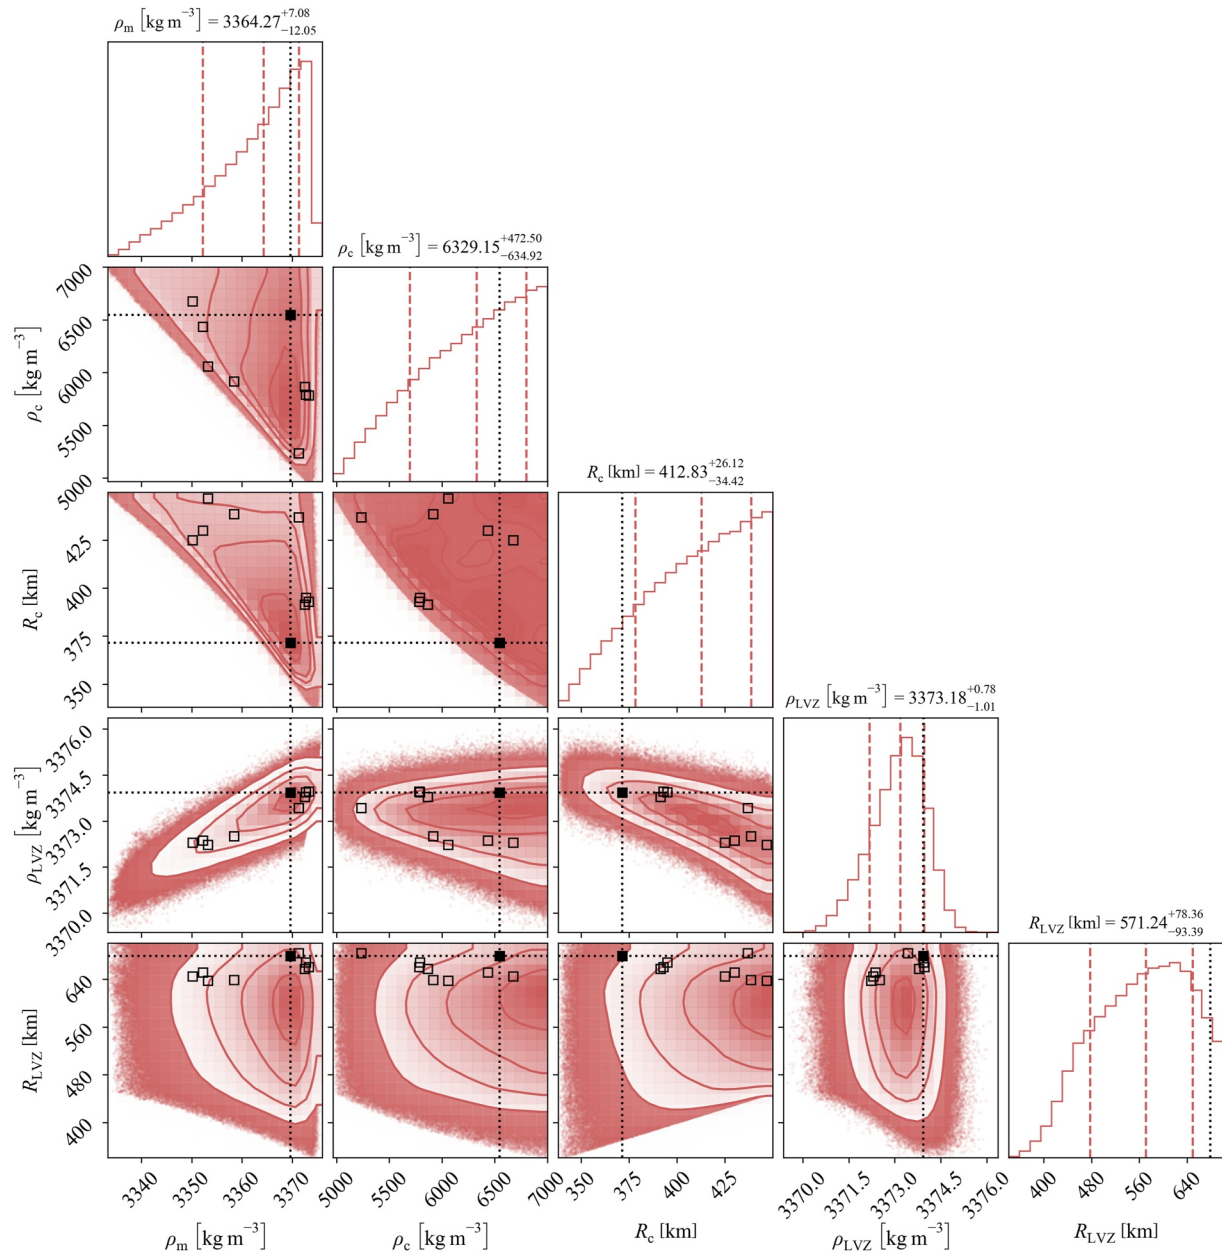 ρm [kg m−3] = 3364.27+7.08−12.05
ρc [kg m−3] = 6329.15+472.50−634.92
7000
6500
6000
5500
5000
ρc [kg m−3]
Rc [km] = 412.83+26.12−34.42
425
400
375
350
Rc [km]
ρLVZ [kg m−3] = 3373.18+0.78−1.01
3376.0
3374.5
3373.0
3371.5
3370.0
ρLVZ [kg m−3]
RLVZ [km] = 571.24+78.36−93.39
640
560
480
400
RLVZ [km]
3340 3350 3360 3370 5000 5500 6000 6500 7000 350 375 400 425 3370.0 3371.5 3373.0 3374.5 3376.0 400 480 560 640
ρm [kg m−3] ρc [kg m−3] Rc [km] ρLVZ [kg m−3] RLVZ [km]